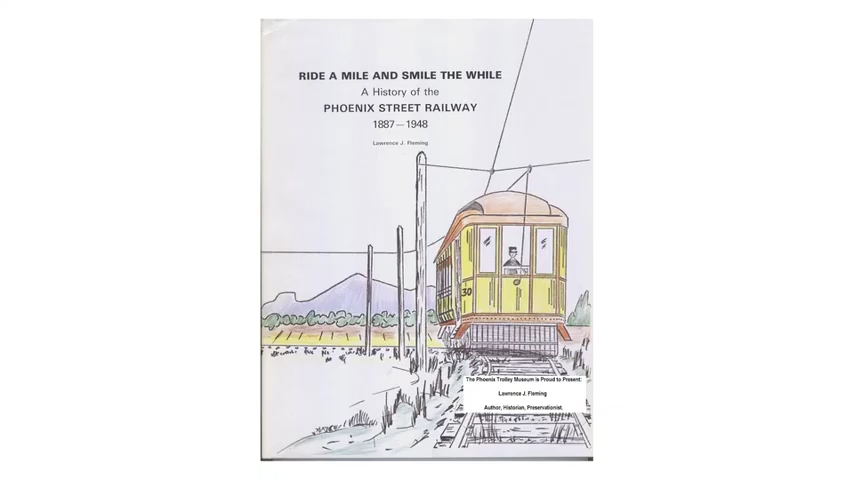 RIDE A MILE AND SMILE THE WHILE
A History of the
PHOENIX STREET RAILWAY
1887—1948
Lawrence J. Fleming
30
The Phoenix Trolley Museum is Proud to Present:
Lawrence J. Fleming
Author, Historian, Preservationist.